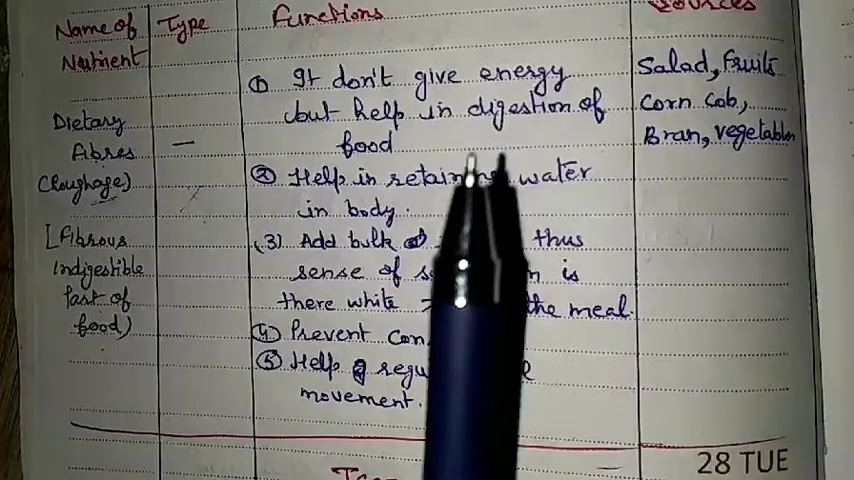 Name of Nutrient
Type
Functions
Sources
Dietary
Fibres
(Roughage)
[Fibrous
Indigestible
part of
food)
—
① It don't give energy
but help in digestion of
food
② Help in retaining water
in body.
(3) Add bulk thus
sense of is
there white the meal.
④ Prevent
⑤ Help
movement.
Salad, Fruits
Corn Cob,
Bran, vegetables
28 TUE